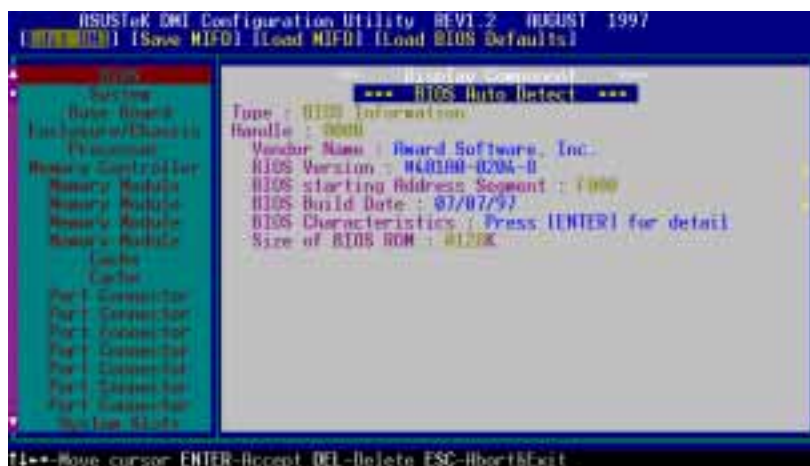 ASUSTeK DMI Configuration Utility REV1.2 AUGUST 1997
[Edit DMI] [Save MIFD] [Load MIFD] [Load BIOS Defaults]
BIOS
System
Base Board
Enclosure/Chassis
Processor
Memory Controller
Memory Module
Memory Module
Memory Module
Memory Module
Cache
Cache
Port Connector
Port Connector
Port Connector
Port Connector
Port Connector
Port Connector
Port Connector
System Slots
Display Component
*** BIOS Auto Detect ***
Type : BIOS Information
Handle : 0000
Vendor Name : Award Software, Inc.
BIOS Version :
BIOS starting Address Segment : F000
BIOS Build Date : 07/07/97
BIOS Characteristics : Press [ENTER] for detail
Size of BIOS ROM : 0128K
-Move cursor ENTER-Accept DEL-Delete ESC-Abort&Exit